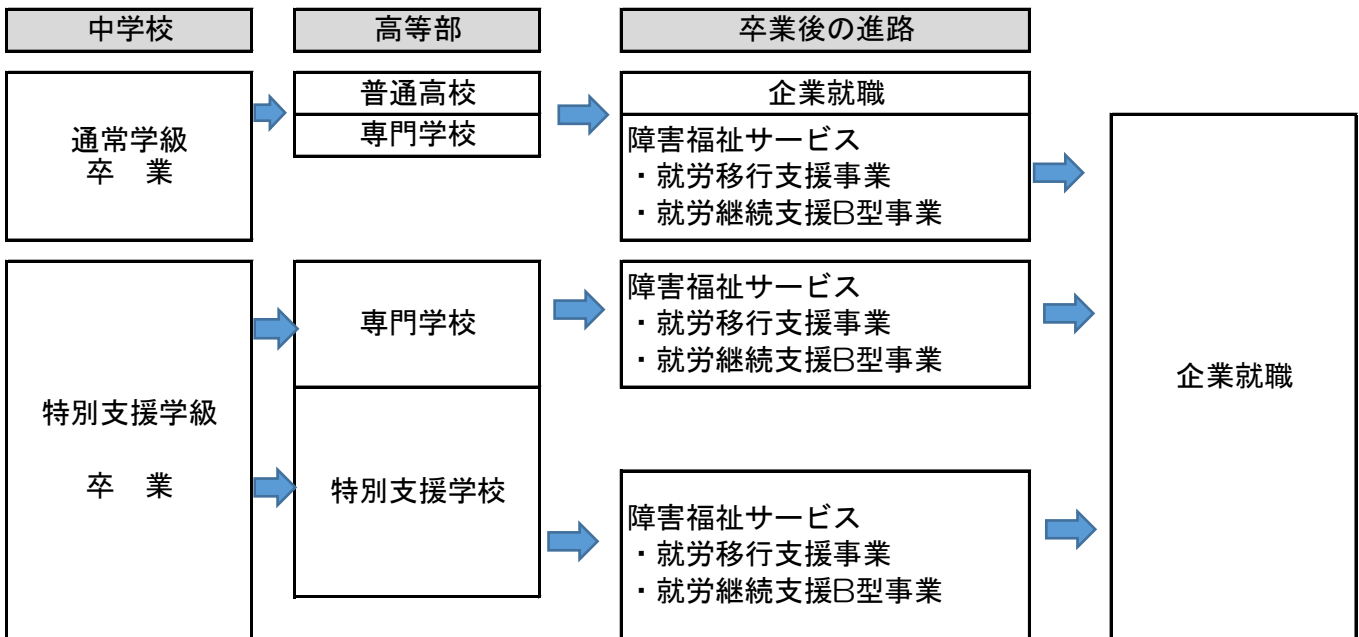 中学校
高等部
卒業後の進路
通常学級
卒　業
普通高校
専門学校
企業就職
障害福祉サービス
・就労移行支援事業
・就労継続支援B型事業
特別支援学級
卒　業
専門学校
障害福祉サービス
・就労移行支援事業
・就労継続支援B型事業
特別支援学校
障害福祉サービス
・就労移行支援事業
・就労継続支援B型事業
企業就職